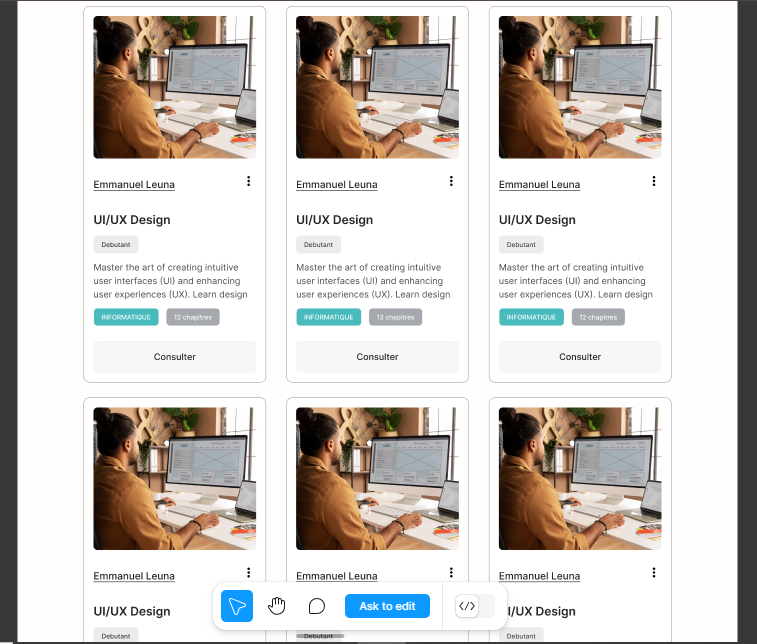 Emmanuel Leuna
Emmanuel Leuna
Emmanuel Leuna
UI/UX Design
UI/UX Design
UI/UX Design
Debutant
Debutant
Debutant
Master the art of creating intuitive
user interfaces (UI) and enhancing
user experiences (UX). Learn design
Master the art of creating intuitive
user interfaces (UI) and enhancing
user experiences (UX). Learn design
Master the art of creating intuitive
user interfaces (UI) and enhancing
user experiences (UX). Learn design
INFORMATIQUE 12 chapitres
INFORMATIQUE 12 chapitres
INFORMATIQUE 12 chapitres
Consulter
Consulter
Consulter
Emmanuel Leuna
Emmanuel Leuna
Emmanuel Leuna
UI/UX Design
Ask to edit
</>
I/UX Design
Debutant
Debutant
Debutant